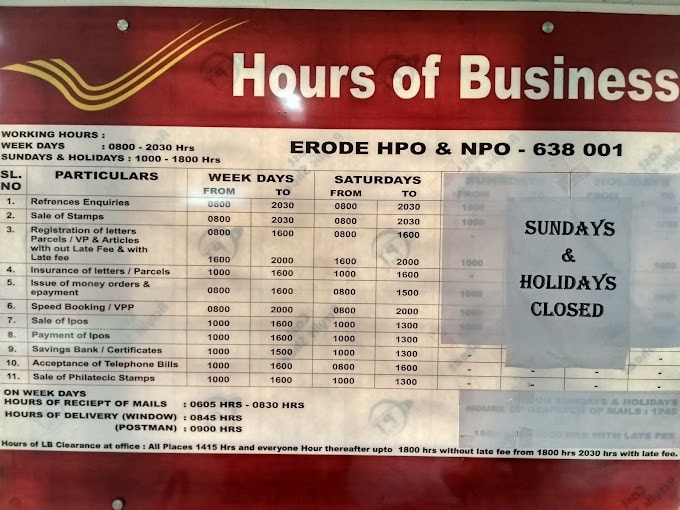 Hours of Business
WORKING HOURS :
WEEK DAYS : 0800 - 2030 Hrs
SUNDAYS & HOLIDAYS : 1000 - 1800 Hrs
ERODE HPO & NPO - 638 001
SL. NO PARTICULARS WEEK DAYS SATURDAYS
FROM TO FROM TO
1. Refrences Enquiries 0800 2030 0800 2030
2. Sale of Stamps 0800 2030 0800 2030
3. Registration of letters 0800 1600 0800 1600
Parcels / VP & Articles
with out Late Fee & with
Late fee 1600 2000 1600 2000
4. Insurance of letters / Parcels 1000 1600 1000 1600
5. Issue of money orders &
epayment 0800 1600 0800 1500
6. Speed Booking / VPP 0800 2000 0800 2000
7. Sale of Ipos 1000 1600 1000 1300
8. Payment of Ipos 1000 1600 1000 1300
9. Savings Bank / Certificates 1000 1500 1000 1300
10. Acceptance of Telephone Bills 1000 1600 0800 1600
11. Sale of Philatecic Stamps 1000 1600 1000 1300
SUNDAYS
&
HOLIDAYS
CLOSED
ON WEEK DAYS
HOURS OF RECIEPT OF MAILS : 0605 HRS - 0830 HRS
HOURS OF DELIVERY (WINDOW) : 0845 HRS
(POSTMAN) : 0900 HRS
Hours of LB Clearance at office : All Places 1415 Hrs and everyone Hour thereafter upto 1800 hrs without late fee from 1800 hrs 2030 hrs with late fee.